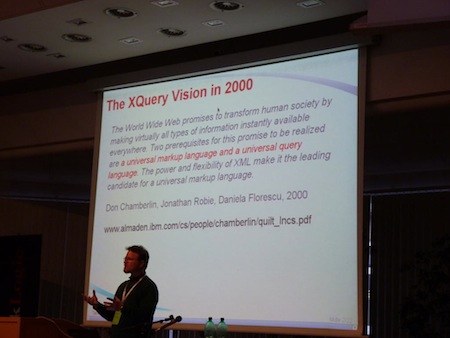 The XQuery Vision in 2000
The World Wide Web promises to transform human society by
making virtually all types of information instantly available
everywhere. Two prerequisites for this promise to be realized
are a universal markup language and a universal query
language. The power and flexibility of XML make it the leading
candidate for a universal markup language.
Don Chamberlin, Jonathan Robie, Daniela Florescu, 2000
www.almaden.ibm.com/cs/people/chamberlin/quilt_lncs.pdf